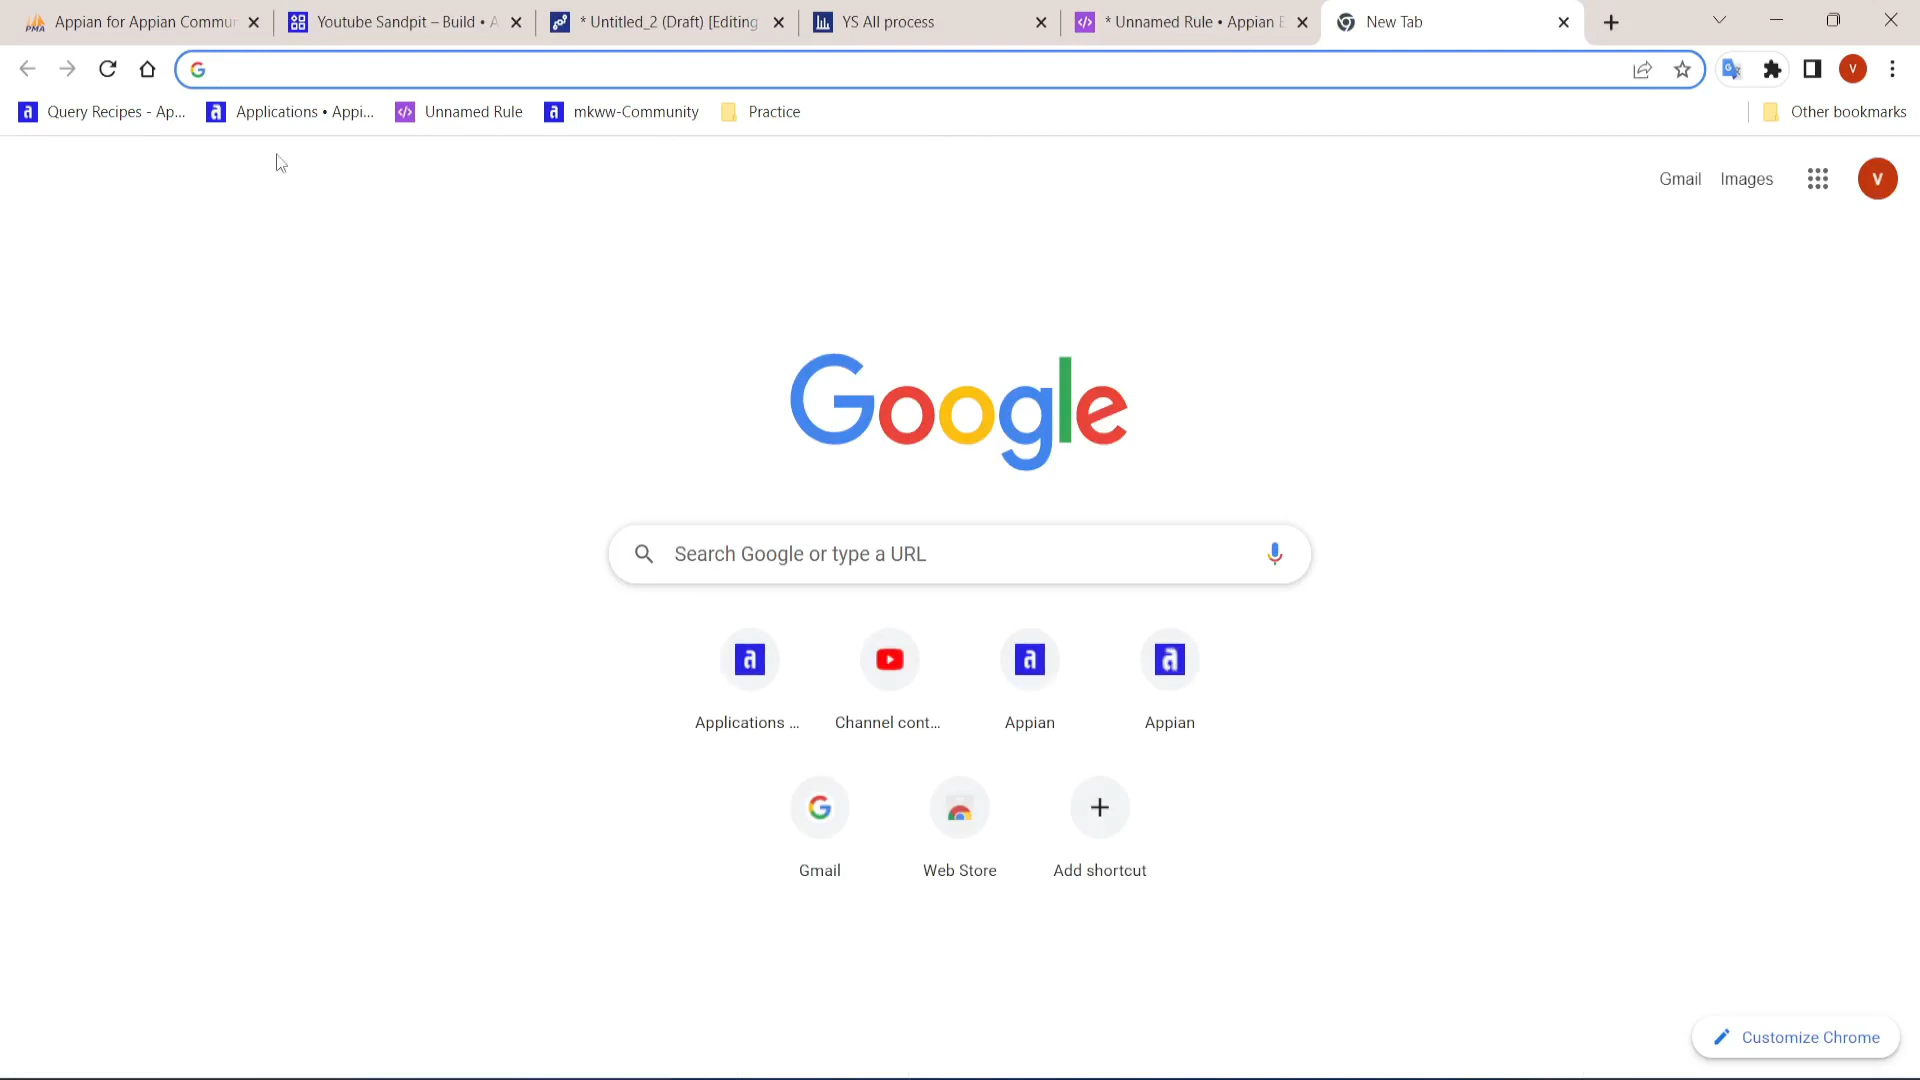 Appian for Appian Commun
Youtube Sandpit – Build • A
* Untitled_2 (Draft) [Editing
YS All process
* Unnamed Rule • Appian E
New Tab
Query Recipes - Ap...
Applications • Appi...
Unnamed Rule
mkww-Community
Practice
Other bookmarks
Gmail
Images
V
V
Google
Search Google or type a URL
Applications ...
Channel cont...
Appian
Appian
Gmail
Web Store
Add shortcut
Customize Chrome